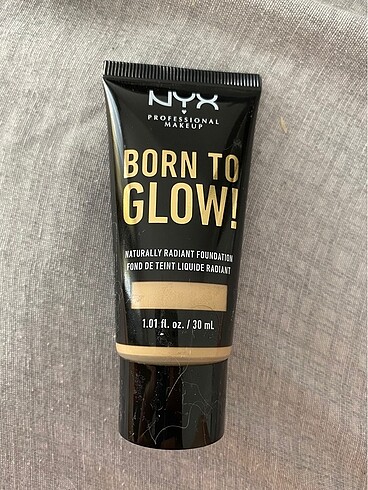 NYX
PROFESSIONAL
MAKEUP
BORN TO
GLOW!
NATURALLY RADIANT FOUNDATION
FOND DE TEINT LIQUIDE RADIANT
1.01 fl. oz. / 30 mL